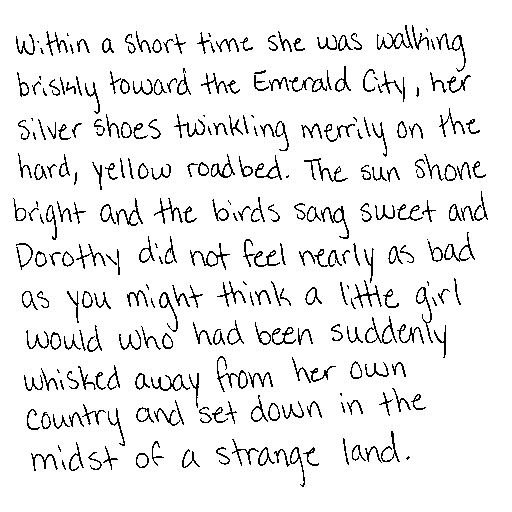 Within a short time she was walking
briskly toward the Emerald City, her
silver shoes twinkling merrily on the
hard, yellow roadbed. The sun shone
bright and the birds sang sweet and
Dorothy did not feel nearly as bad
as you might think a little girl
would who had been suddenly
whisked away from her own
country and set down in the
midst of a strange land.